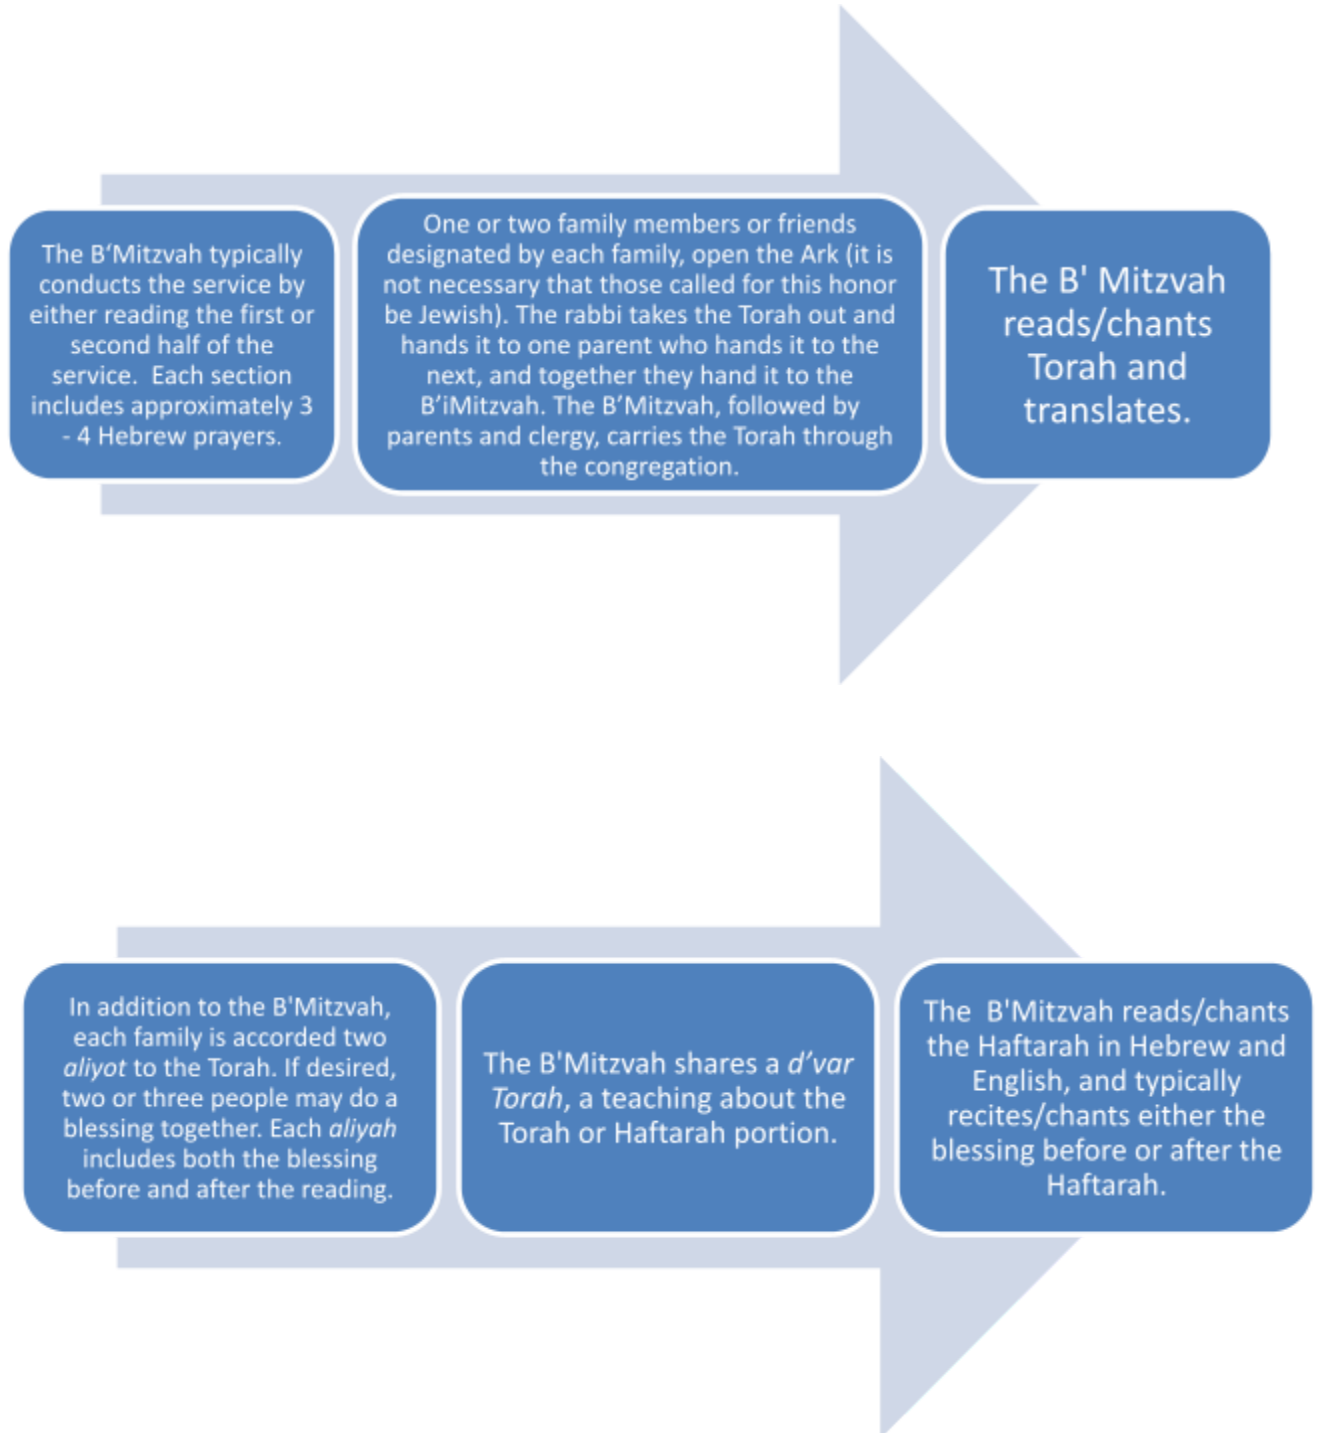 The B‘Mitzvah typically
conducts the service by
either reading the first or
second half of the
service.  Each section
includes approximately 3
- 4 Hebrew prayers.
One or two family members or friends
designated by each family, open the Ark (it is
not necessary that those called for this honor
be Jewish). The rabbi takes the Torah out and
hands it to one parent who hands it to the
next, and together they hand it to the
B’iMitzvah. The B’Mitzvah, followed by
parents and clergy, carries the Torah through
the congregation.
The B' Mitzvah
reads/chants
Torah and
translates.
In addition to the B'Mitzvah,
each family is accorded two
aliyot to the Torah. If desired,
two or three people may do a
blessing together. Each aliyah
includes both the blessing
before and after the reading.
The B'Mitzvah shares a d’var
Torah, a teaching about the
Torah or Haftarah portion.
The  B'Mitzvah reads/chants
the Haftarah in Hebrew and
English, and typically
recites/chants either the
blessing before or after the
Haftarah.